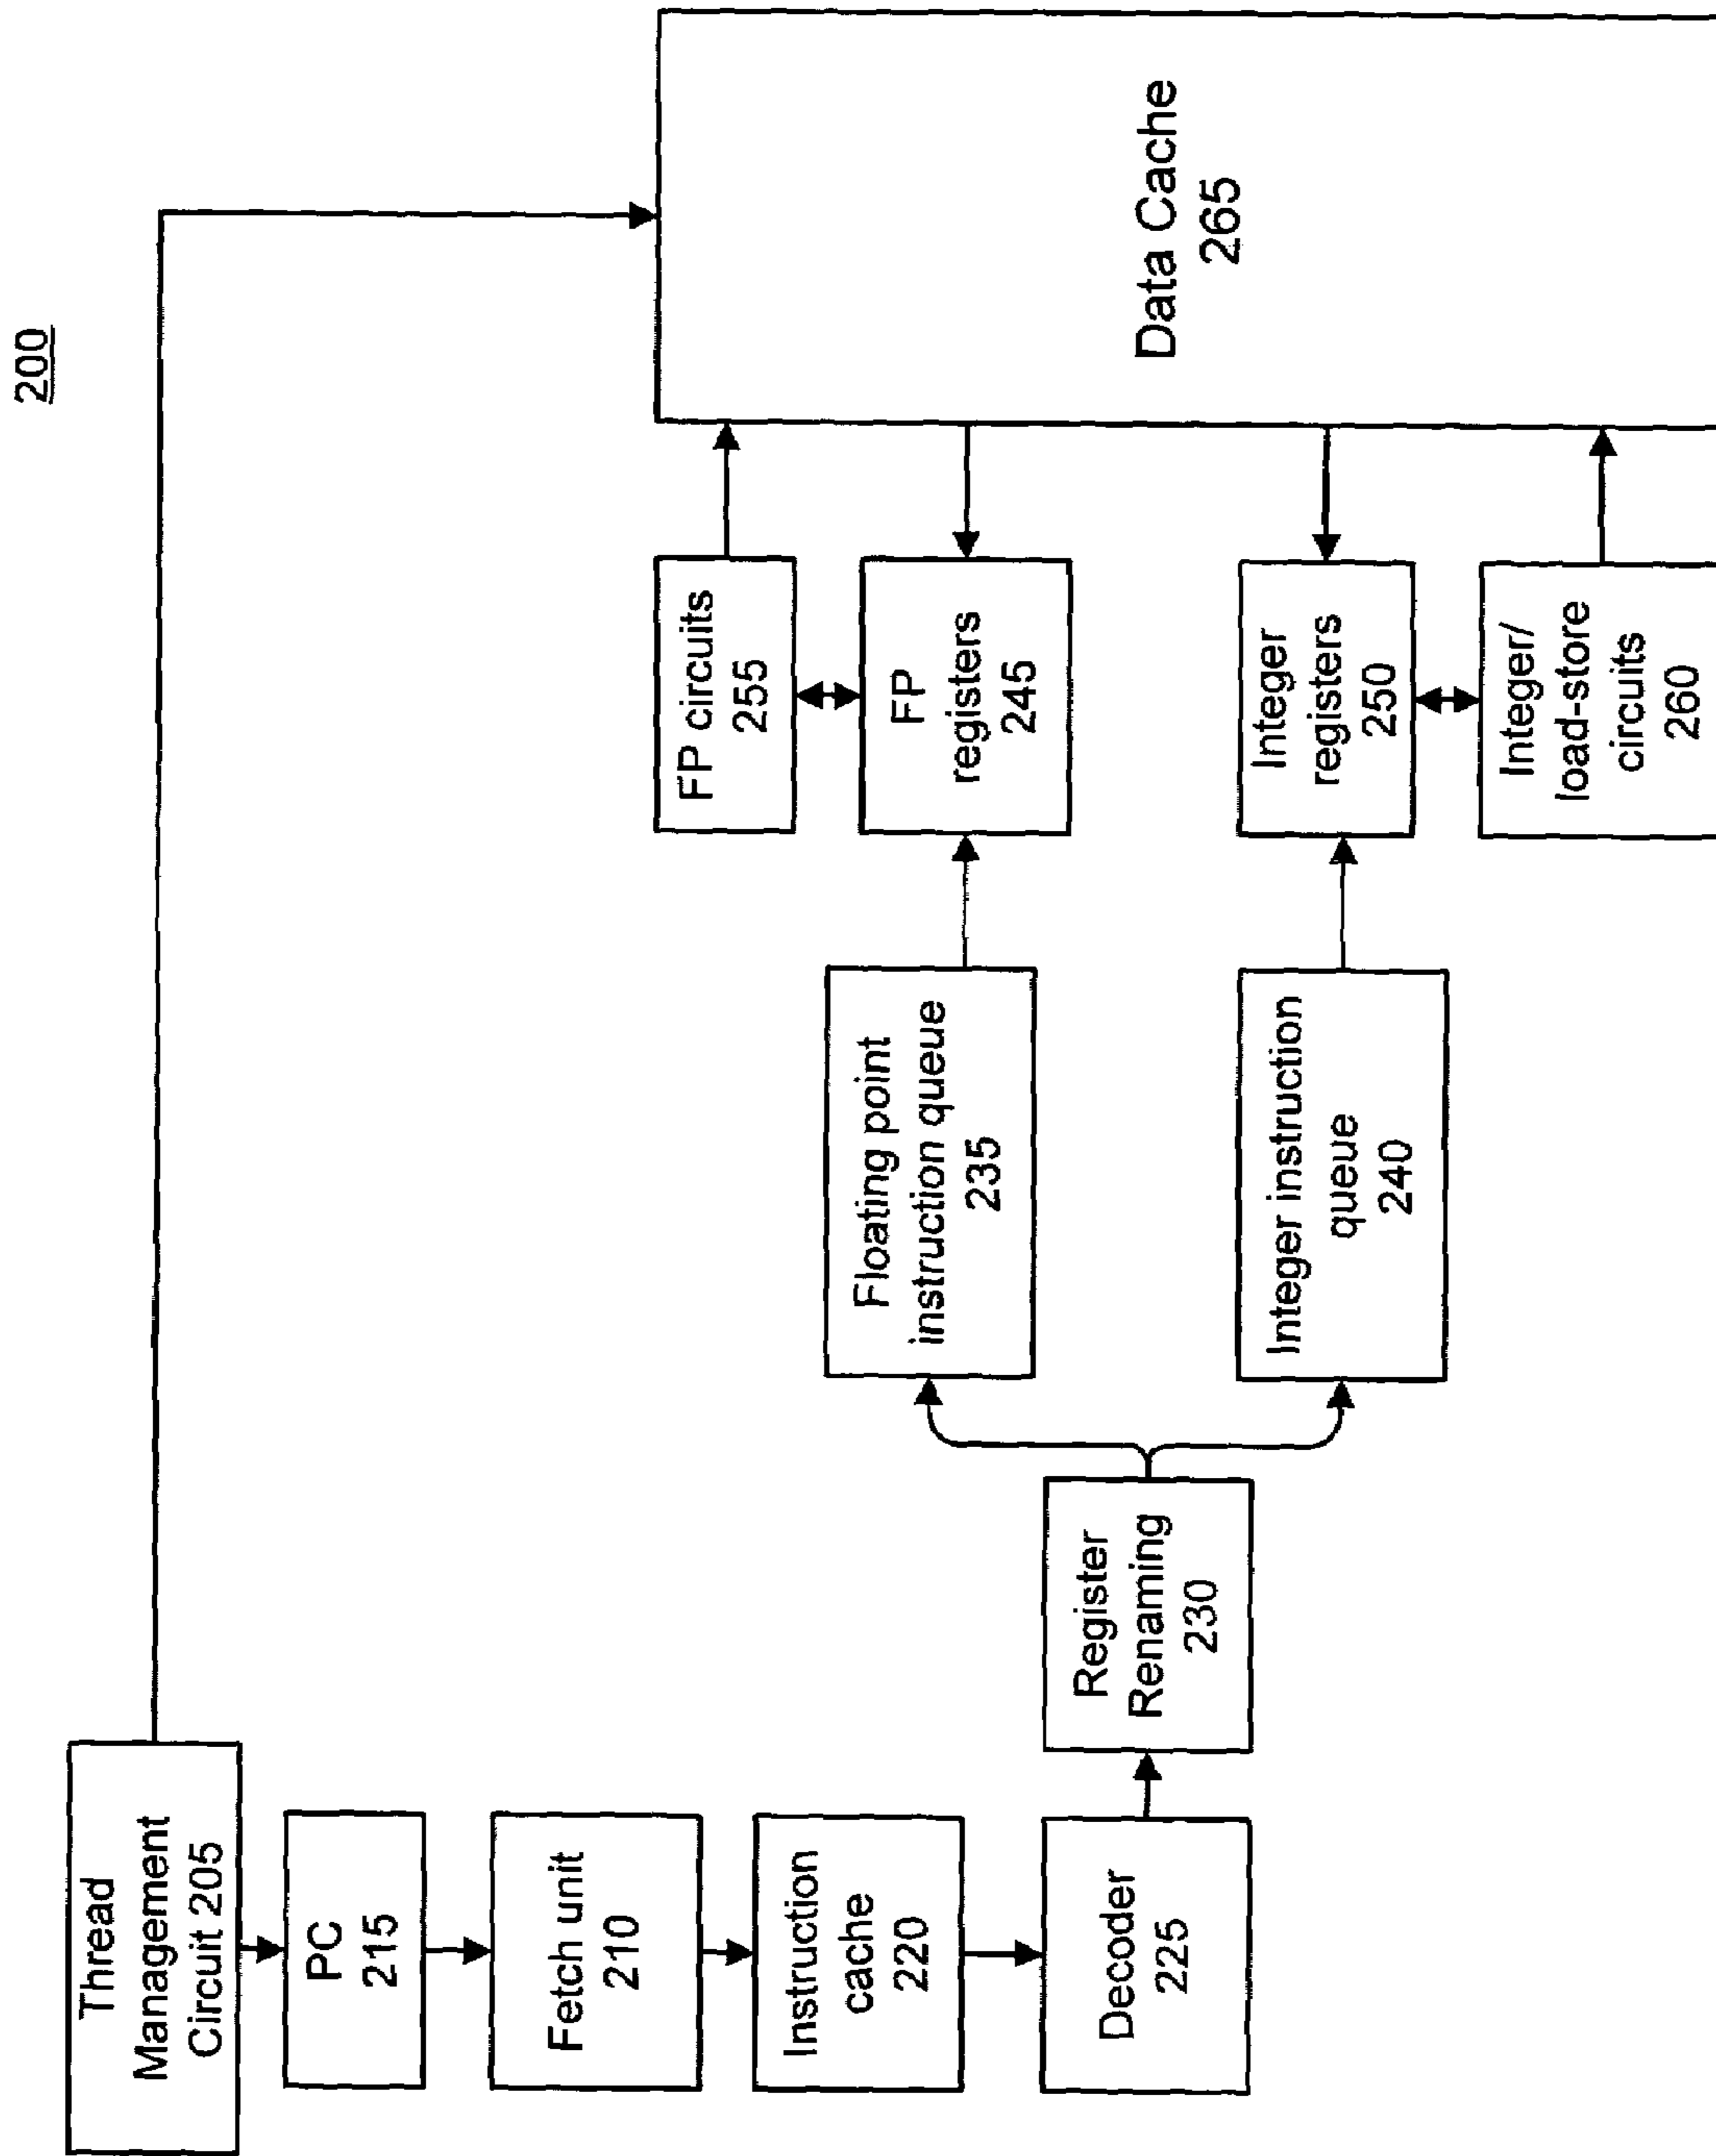 200
Thread
Management
Circuit 205
PC
215
Fetch unit
210
Instruction
cache
220
Decoder
225
Register
Renaming
230
Floating point
instruction queue
235
Integer instruction
queue
240
FP circuits
255
FP
registers
245
Integer
registers
250
Integer/
load-store
circuits
260
Data Cache
265